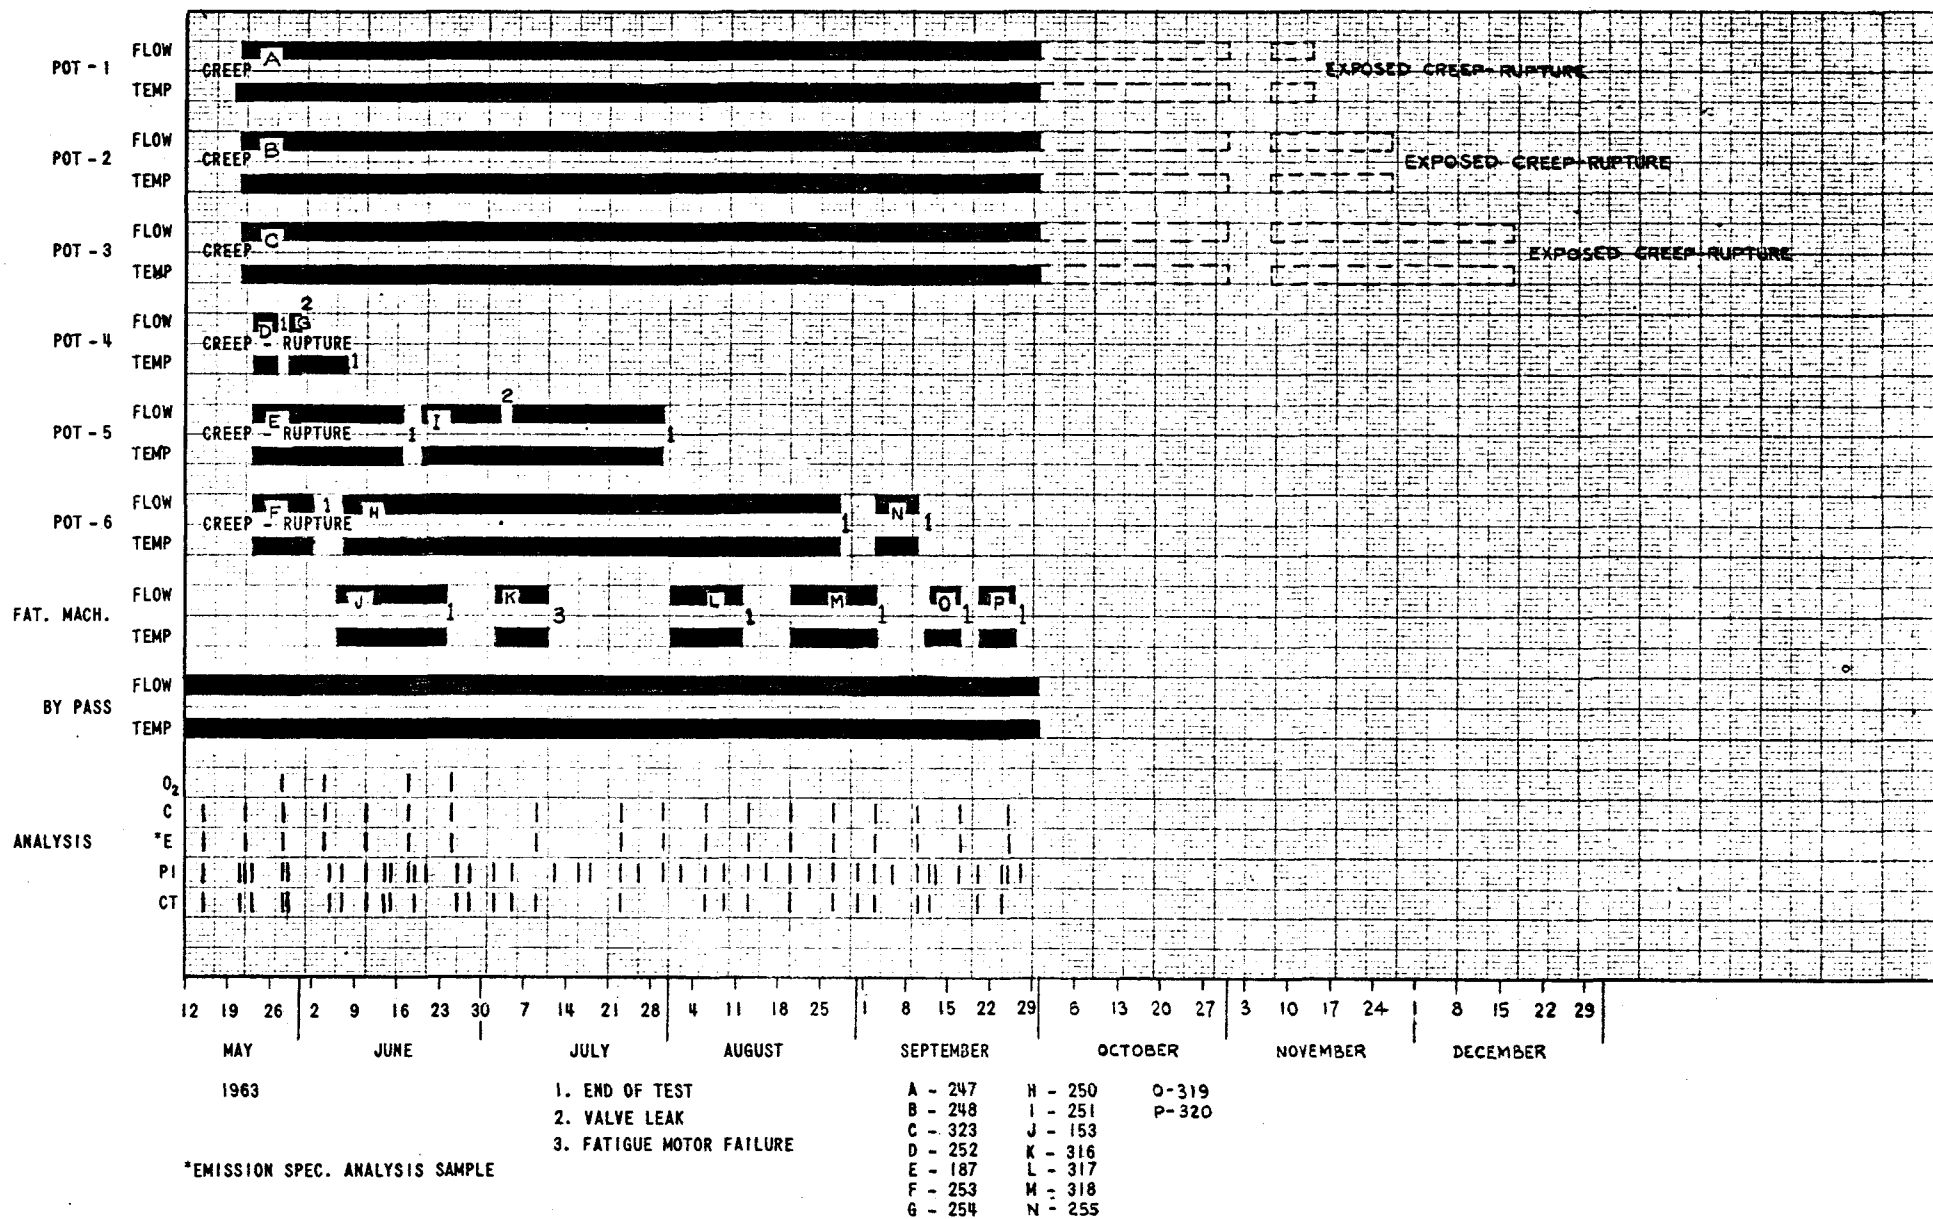 FLOW
POT - 1
CREEP
A
TEMP
EXPOSED CREEP-RUPTURE
FLOW
POT - 2
CREEP
B
TEMP
EXPOSED CREEP-RUPTURE
FLOW
POT - 3
CREEP
C
TEMP
EXPOSED CREEP-RUPTURE
2
FLOW
D 1 G
POT - 4
CREEP - RUPTURE
TEMP
1
2
FLOW
E I
POT - 5
CREEP - RUPTURE
1 1
TEMP
FLOW
F 1 H N
POT - 6
CREEP - RUPTURE
1 1
TEMP
FLOW
J K L M O P
FAT. MACH.
1 3 1 1 1 1
TEMP
FLOW
BY PASS
TEMP
O2
C
ANALYSIS
*E
PI
CT
12 19 26 2 9 16 23 30 7 14 21 28 4 11 18 25 1 8 15 22 29 6 13 20 27 3 10 17 24 1 8 15 22 29
MAY JUNE JULY AUGUST SEPTEMBER OCTOBER NOVEMBER DECEMBER
1963
1. END OF TEST
2. VALVE LEAK
3. FATIGUE MOTOR FAILURE
*EMISSION SPEC. ANALYSIS SAMPLE
A - 247
B - 248
C - 323
D - 252
E - 187
F - 253
G - 254
H - 250
I - 251
J - 153
K - 316
L - 317
M - 318
N - 255
O-319
P-320